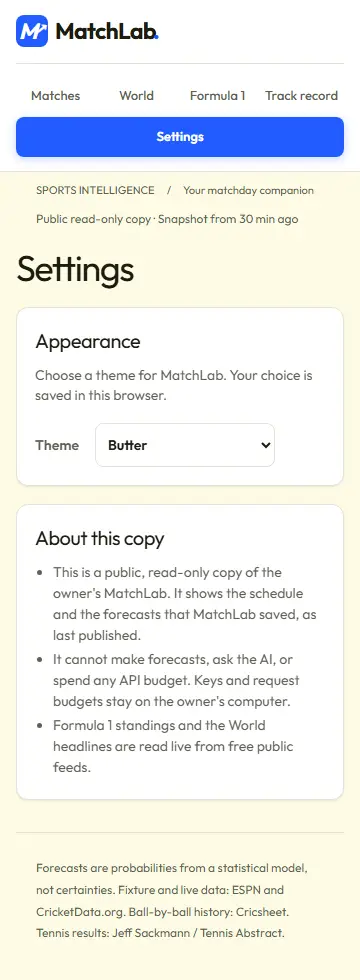 MatchLab.
Matches World Formula 1 Track record
Settings
SPORTS INTELLIGENCE / Your matchday companion
Public read-only copy · Snapshot from 30 min ago
Settings
Appearance
Choose a theme for MatchLab. Your choice is
saved in this browser.
Theme Butter
About this copy
• This is a public, read-only copy of the
owner's MatchLab. It shows the schedule
and the forecasts that MatchLab saved, as
last published.
• It cannot make forecasts, ask the AI, or
spend any API budget. Keys and request
budgets stay on the owner's computer.
• Formula 1 standings and the World
headlines are read live from free public
feeds.
Forecasts are probabilities from a statistical model,
not certainties. Fixture and live data: ESPN and
CricketData.org. Ball-by-ball history: Cricsheet.
Tennis results: Jeff Sackmann / Tennis Abstract.